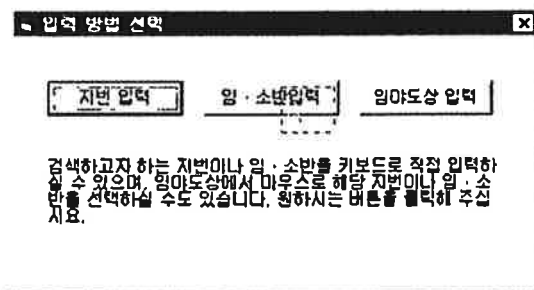 입력 방법 선택
지번 입력 임 · 소반입력 임야도상 입력
검색하고자 하는 지번이나 임 · 소반를 키보드로 직접 입력하
실 수 있으며, 임야도상에서 마우스로 해당 지번이나 임 · 소
반를 선택하실 수도 있습니다. 원하시는 버튼을 클릭해 주십
시요.